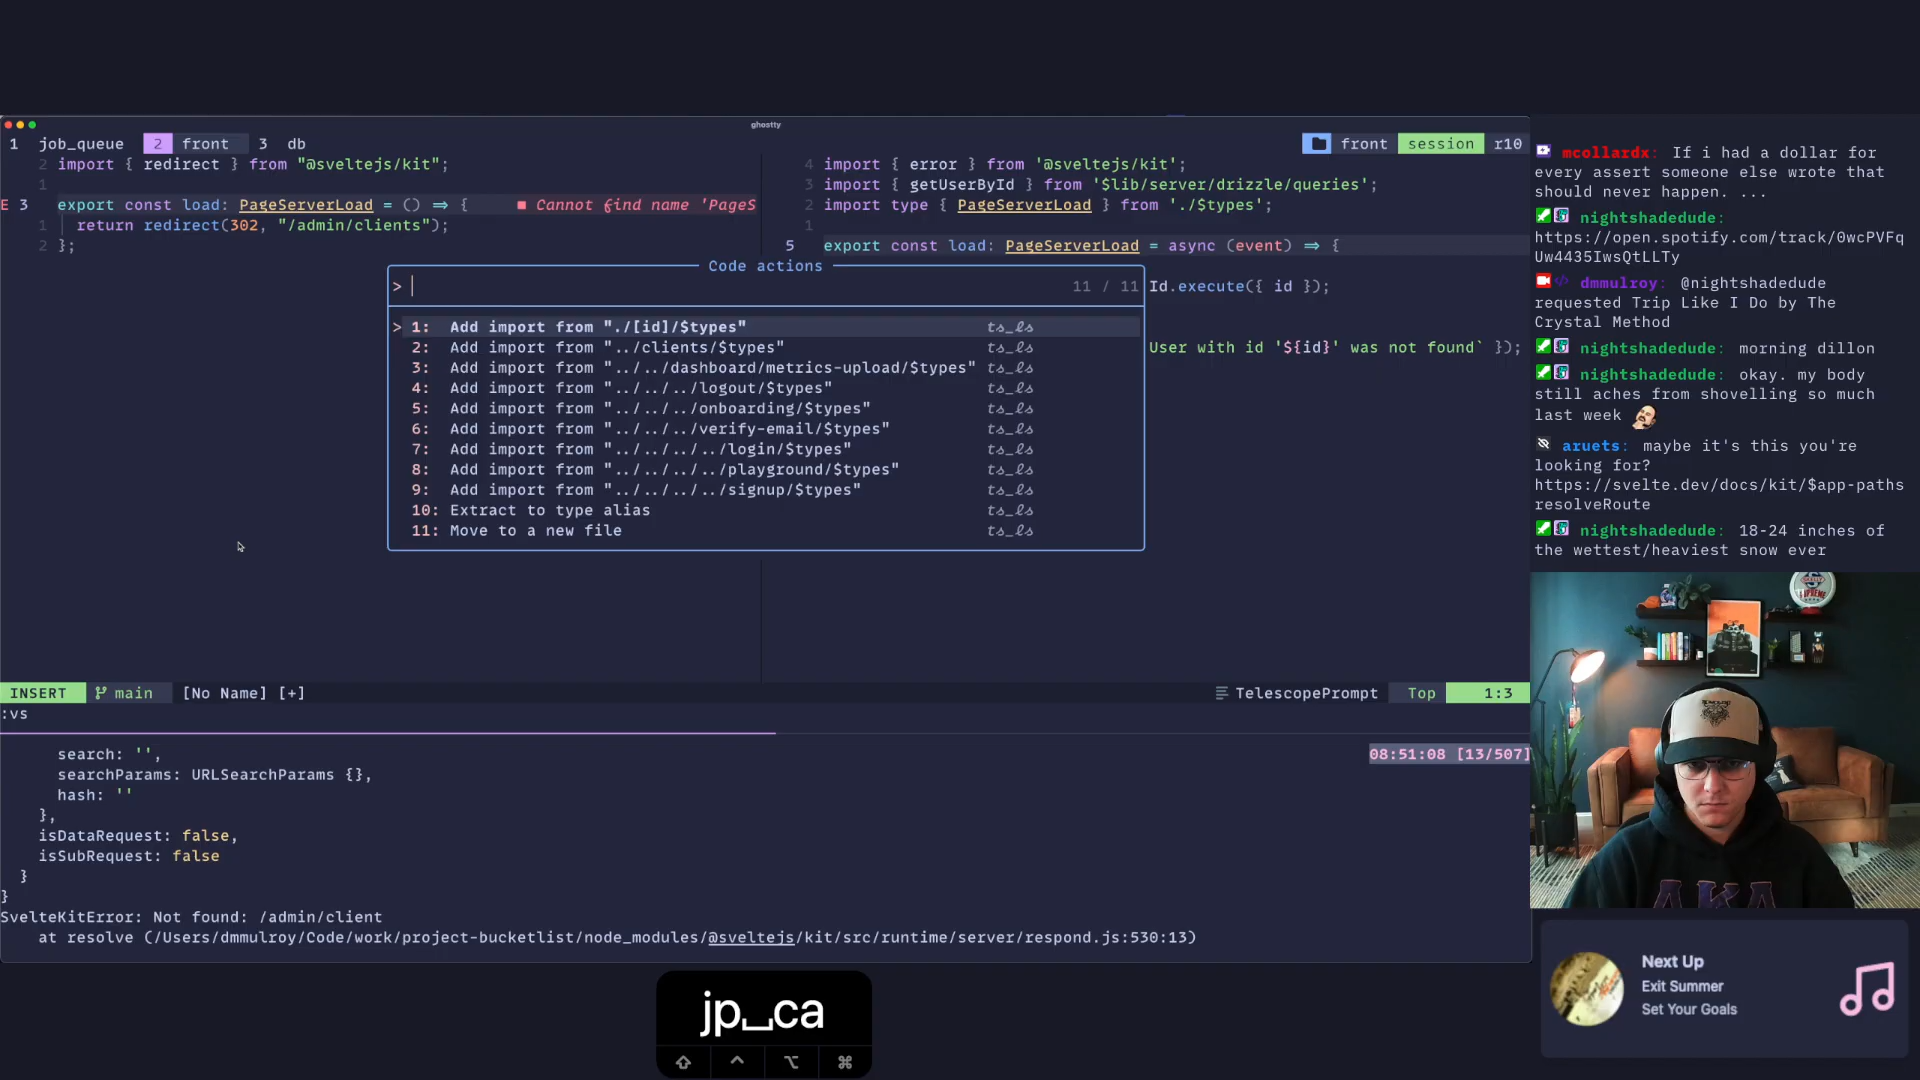 ghostty
1 job_queue 2 front 3 db
front session r10
2 import { redirect } from "@sveltejs/kit";
1
E 3 export const load: PageServerLoad = () => { ■ Cannot find name 'PageS
1 return redirect(302, "/admin/clients");
2 };
4 import { error } from '@sveltejs/kit';
3 import { getUserById } from '$lib/server/drizzle/queries';
2 import type { PageServerLoad } from './$types';
1
5 export const load: PageServerLoad = async (event) => {
Id.execute({ id });
User with id '${id}' was not found` });
Code actions
> 11 / 11
> 1: Add import from "./[id]/$types" ts_ls
2: Add import from "../clients/$types" ts_ls
3: Add import from "../../dashboard/metrics-upload/$types" ts_ls
4: Add import from "../../../logout/$types" ts_ls
5: Add import from "../../../onboarding/$types" ts_ls
6: Add import from "../../../verify-email/$types" ts_ls
7: Add import from "../../../../login/$types" ts_ls
8: Add import from "../../../../playground/$types" ts_ls
9: Add import from "../../../../signup/$types" ts_ls
10: Extract to type alias ts_ls
11: Move to a new file ts_ls
INSERT main [No Name] [+] TelescopePrompt Top 1:3
:vs
08:51:08 [13/507]
search: '',
searchParams: URLSearchParams {},
hash: ''
},
isDataRequest: false,
isSubRequest: false
}
}
SvelteKitError: Not found: /admin/client
at resolve (/Users/dmmulroy/Code/work/project-bucketlist/node_modules/@sveltejs/kit/src/runtime/server/respond.js:530:13)
jp␣ca
⇧ ⌃ ⌥ ⌘
mcollardx: If i had a dollar for
every assert someone else wrote that
should never happen. ...
nightshadedude:
https://open.spotify.com/track/0wcPVFq
Uw4435IwsQtLLTy
dmmulroy: @nightshadedude
requested Trip Like I Do by The
Crystal Method
nightshadedude: morning dillon
nightshadedude: okay. my body
still aches from shovelling so much
last week
aruets: maybe it's this you're
looking for?
https://svelte.dev/docs/kit/$app-paths
resolveRoute
nightshadedude: 18-24 inches of
the wettest/heaviest snow ever
Next Up
Exit Summer
Set Your Goals